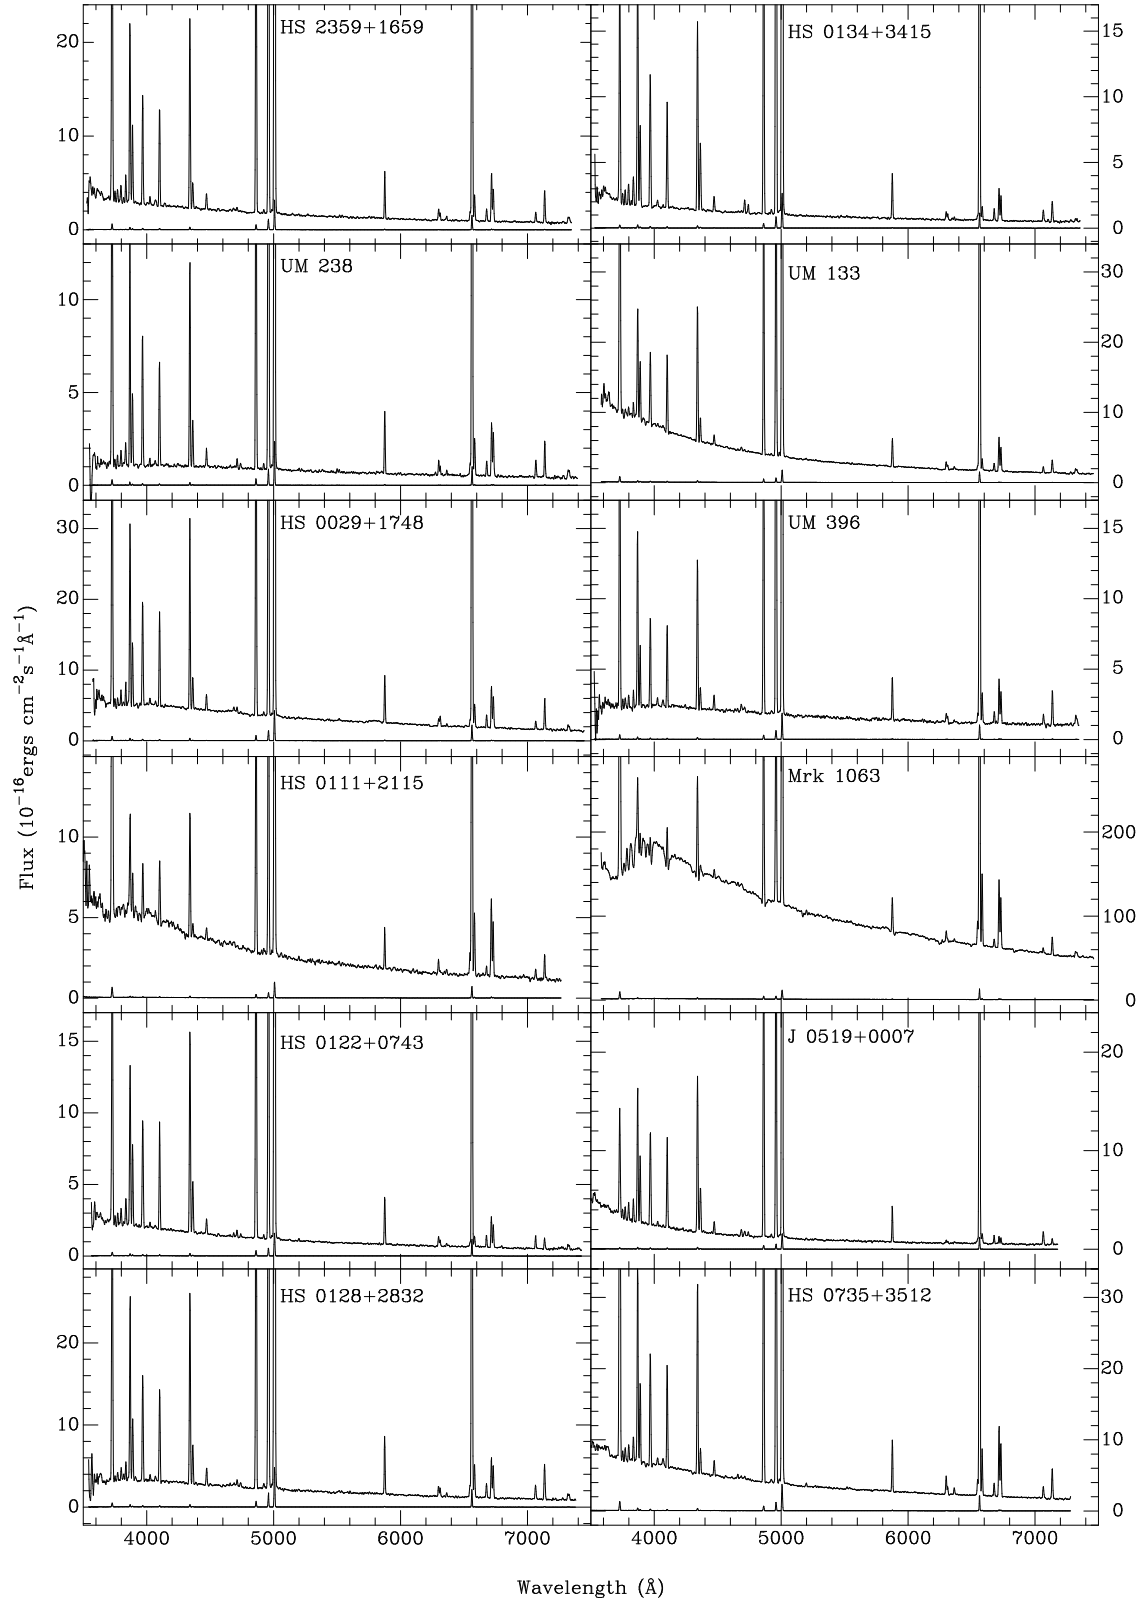 HS 2359+1659
HS 0134+3415
20
10
0
15
10
5
0
UM 238
UM 133
10
5
0
30
20
10
0
HS 0029+1748
UM 396
30
20
10
0
15
10
5
0
HS 0111+2115
Mrk 1063
10
5
0
200
100
0
HS 0122+0743
J 0519+0007
15
10
5
0
20
10
0
HS 0128+2832
HS 0735+3512
20
10
0
30
20
10
0
4000 5000 6000 7000 4000 5000 6000 7000
Flux (10⁻¹⁶ergs cm⁻²s⁻¹Å⁻¹)
Wavelength (Å)